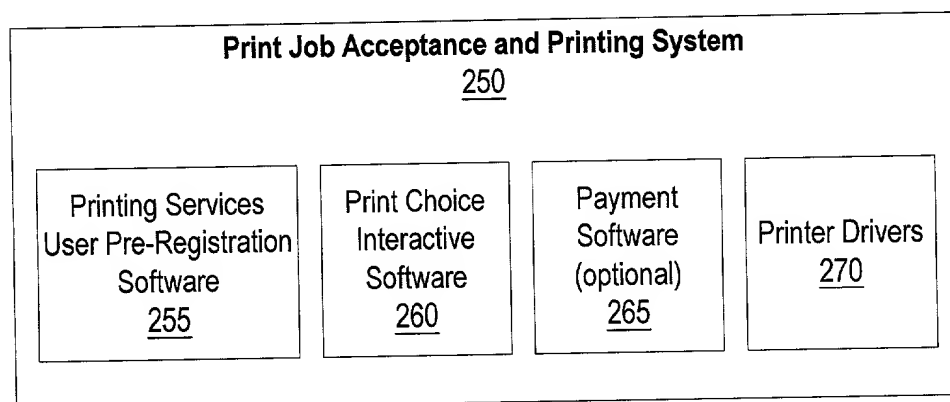 Print Job Acceptance and Printing System
250
Printing Services
User Pre-Registration
Software
255
Print Choice
Interactive
Software
260
Payment
Software
(optional)
265
Printer Drivers
270